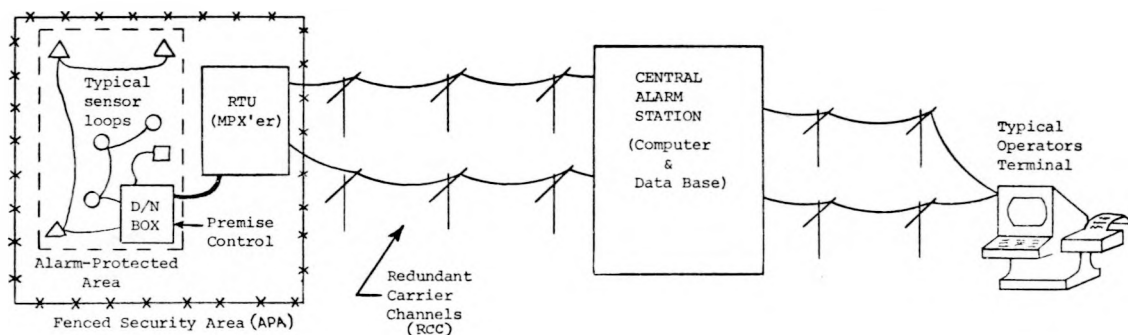 Typical
sensor
loops
D/N
BOX
RTU
(MPX'er)
Premise
Control
Alarm-Protected
Area
Fenced Security Area (APA)
Redundant
Carrier
Channels
(RCC)
CENTRAL
ALARM
STATION
(Computer
&
Data Base)
Typical
Operators
Terminal